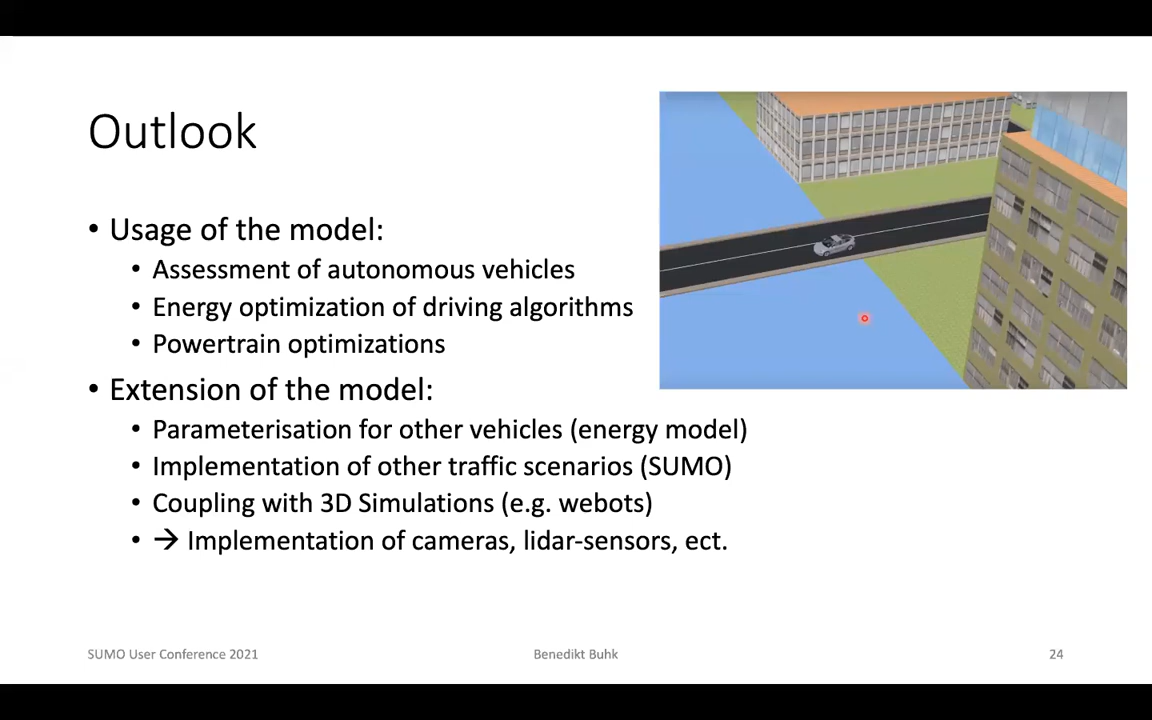 Outlook
• Usage of the model:
• Assessment of autonomous vehicles
• Energy optimization of driving algorithms
• Powertrain optimizations
• Extension of the model:
• Parameterisation for other vehicles (energy model)
• Implementation of other traffic scenarios (SUMO)
• Coupling with 3D Simulations (e.g. webots)
• → Implementation of cameras, lidar-sensors, ect.
SUMO User Conference 2021
Benedikt Buhk
24